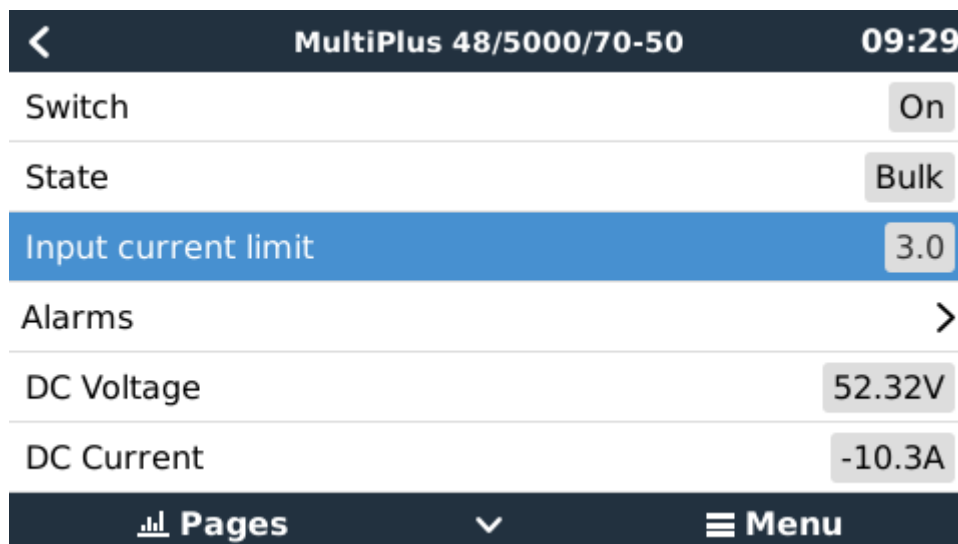 MultiPlus 48/5000/70-50 09:29
Switch On
State Bulk
Input current limit 3.0
Alarms
DC Voltage 52.32V
DC Current -10.3A
Pages Menu